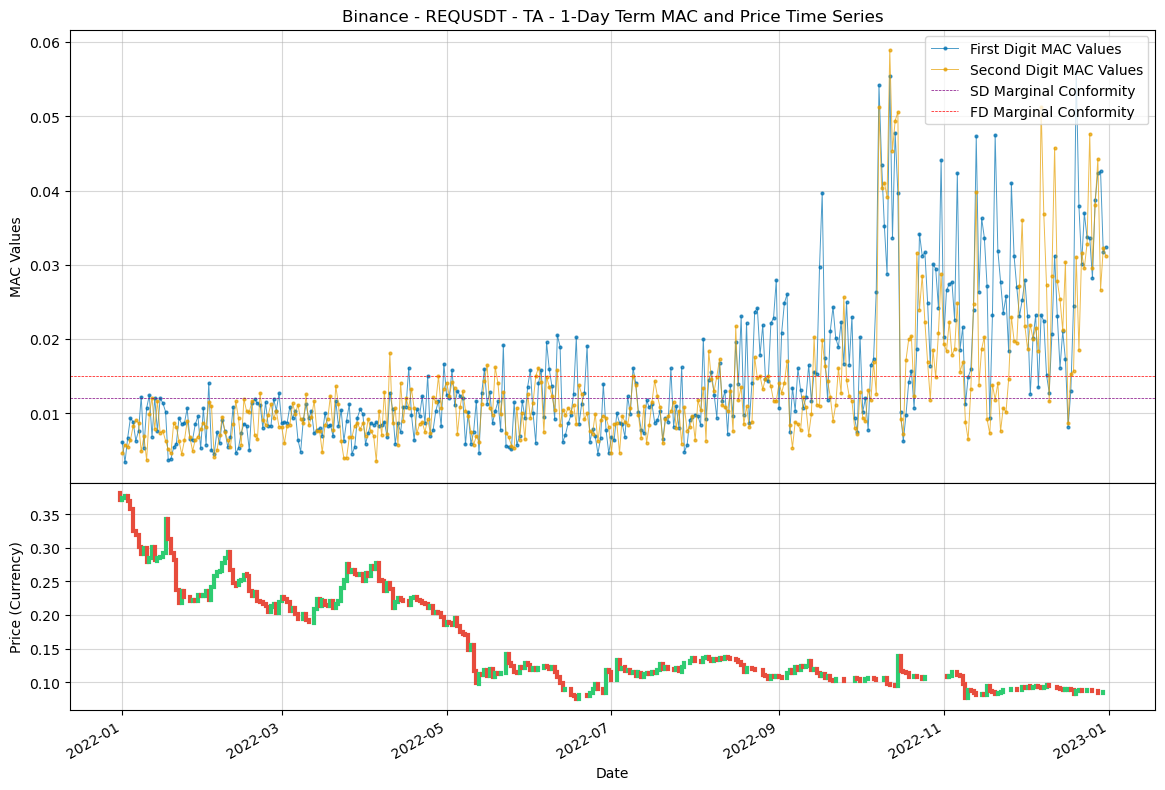 Binance - REQUSDT - TA - 1-Day Term MAC and Price Time Series
First Digit MAC Values
Second Digit MAC Values
SD Marginal Conformity
FD Marginal Conformity
MAC Values
0.06
0.05
0.04
0.03
0.02
0.01
Price (Currency)
0.35
0.30
0.25
0.20
0.15
0.10
2022-01
2022-03
2022-05
2022-07
2022-09
2022-11
2023-01
Date